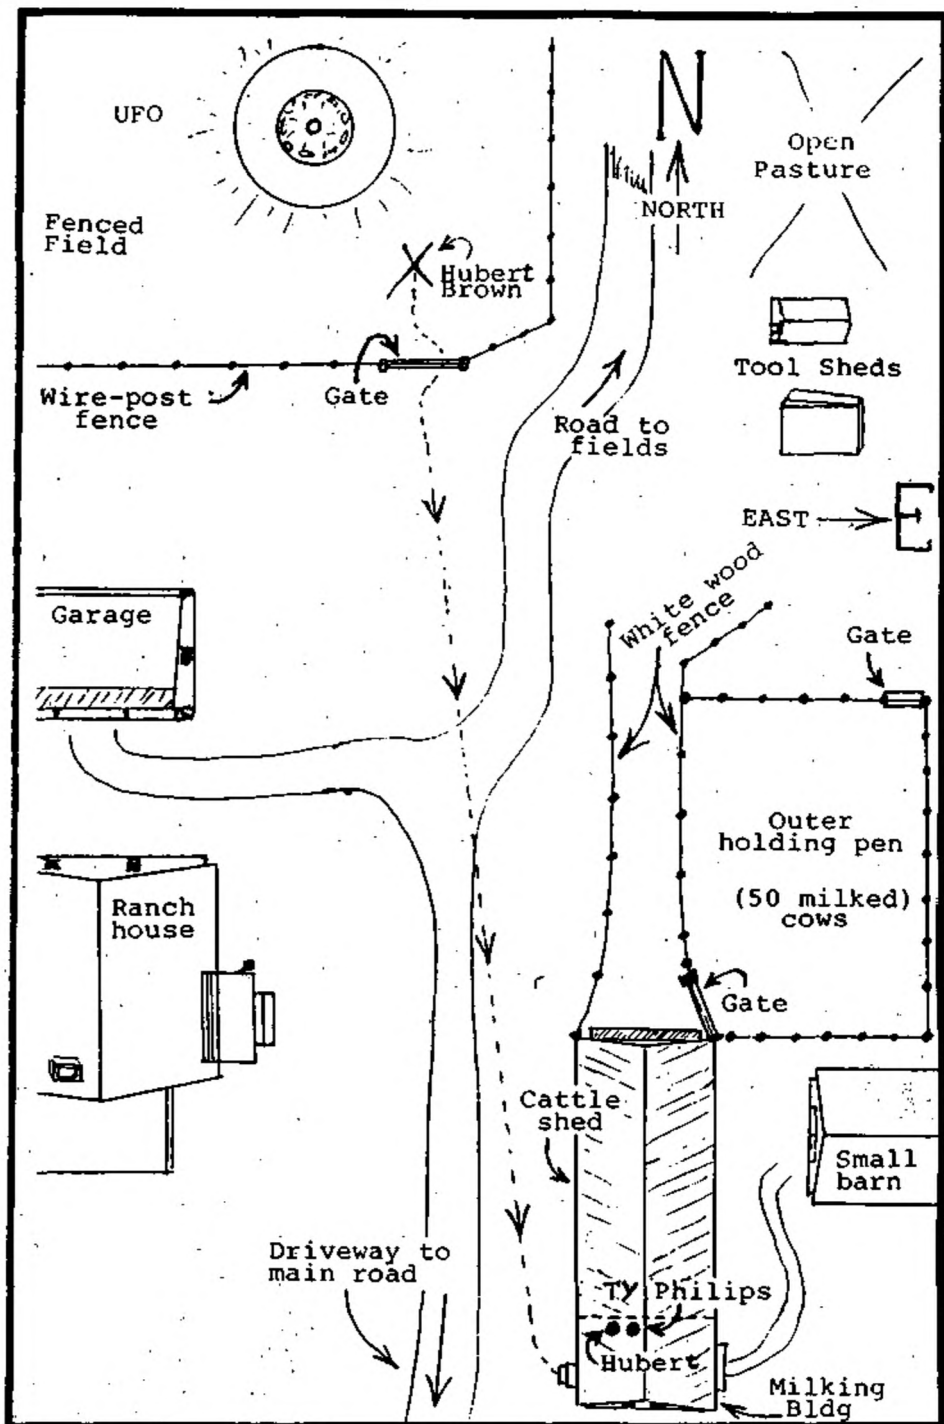 N
UFO
Open
Pasture
NORTH
Fenced
Field
Hubert
Brown
Tool Sheds
Wire-post
fence
Gate
Road to
fields
EAST
E
White wood
fence
Garage
Gate
Outer
holding pen
(50 milked)
cows
Ranch
house
Gate
Cattle
shed
Small
barn
Driveway to
main road
TY Philips
Hubert
Milking
Bldg